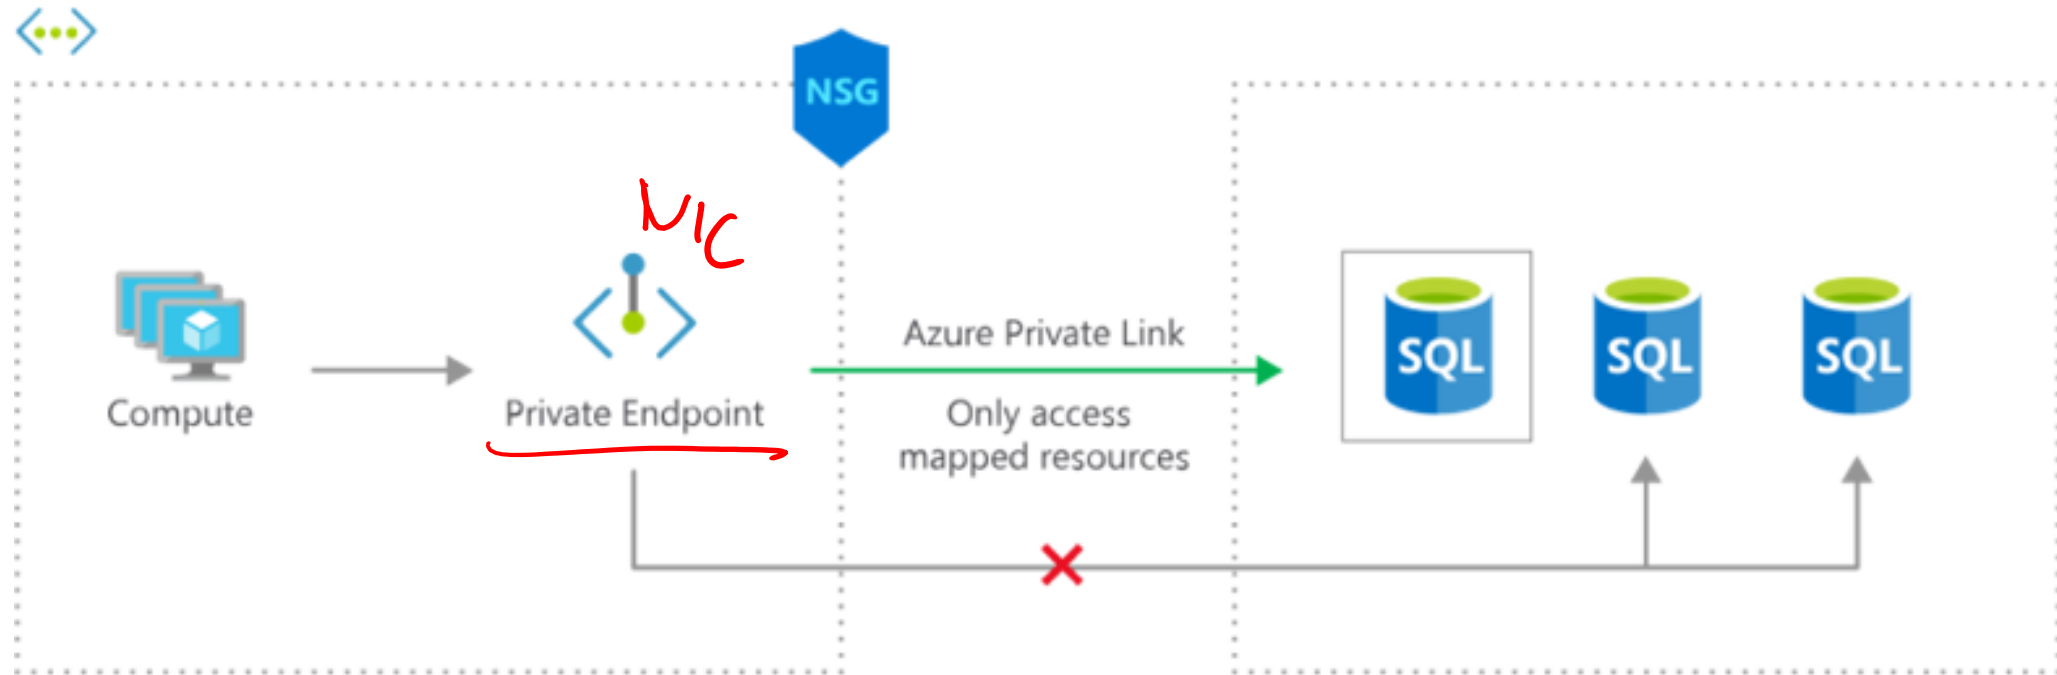 NSG
NIC
Compute
Private Endpoint
Azure Private Link
Only access
mapped resources
SQL
SQL
SQL